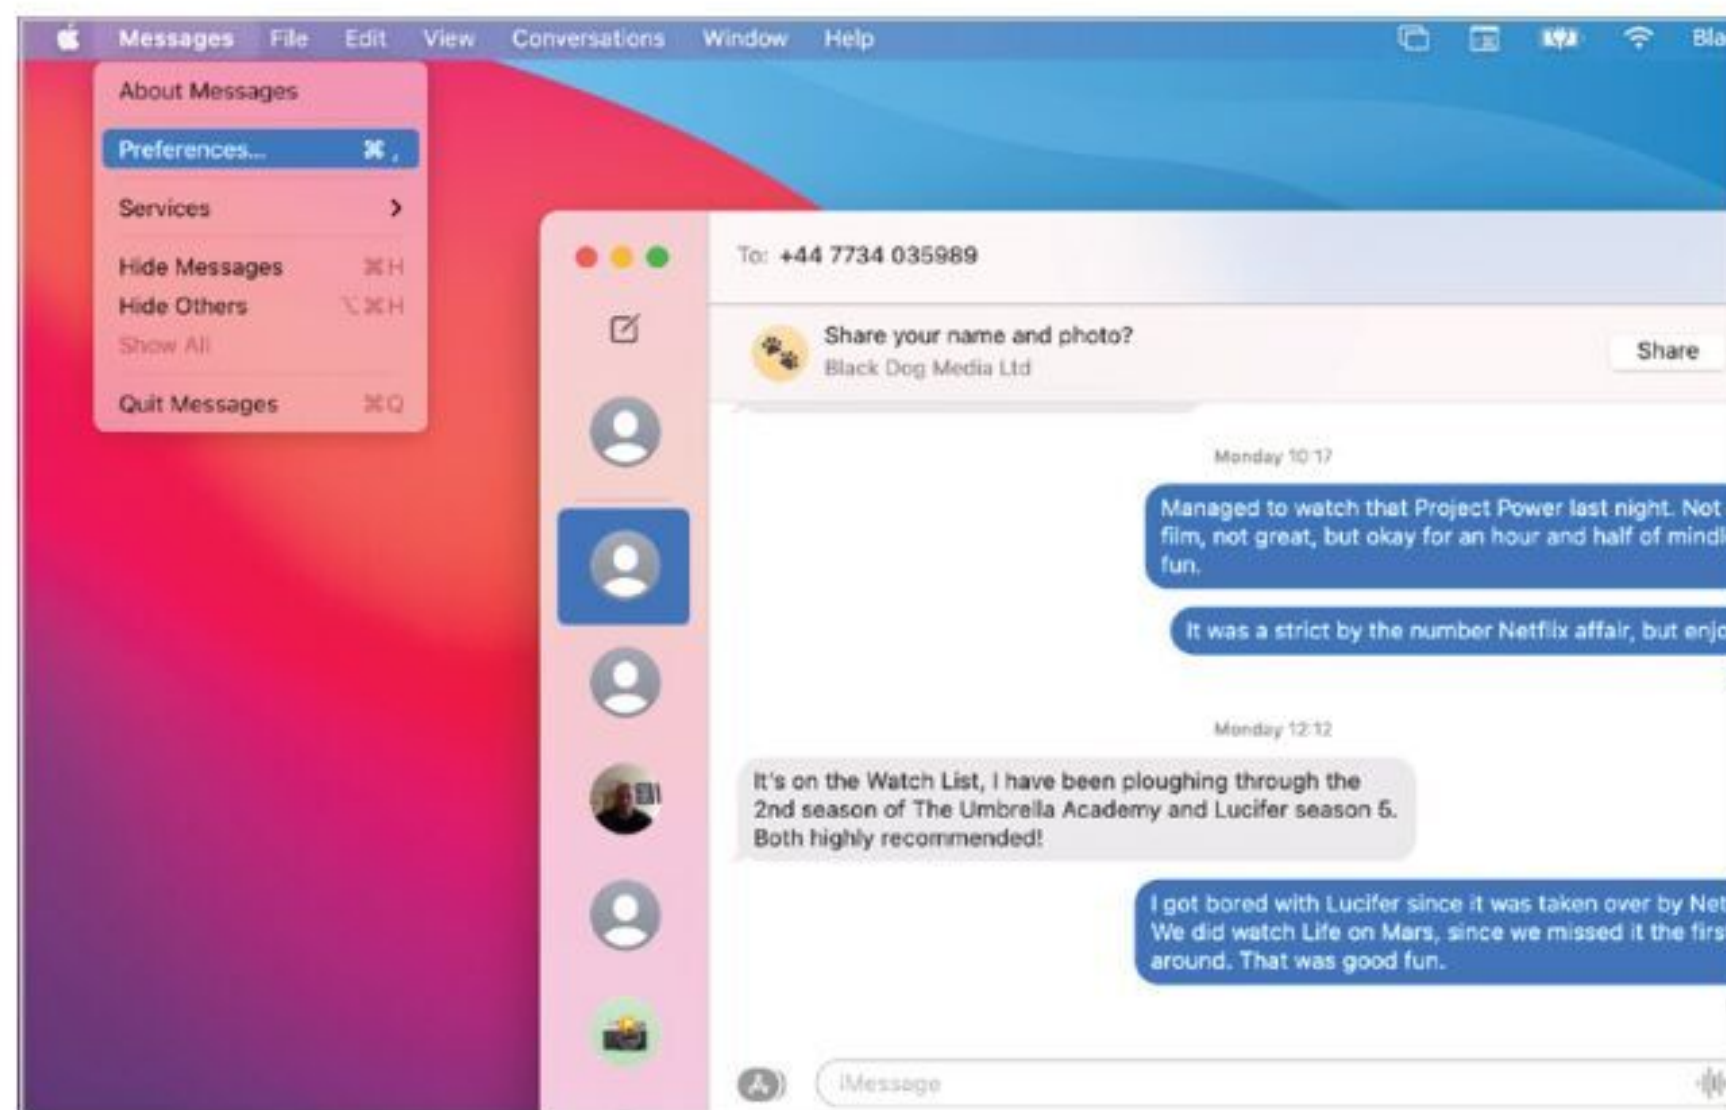 Messages File Edit View Conversations Window Help
About Messages
Preferences... ⌘ ,
Services
Hide Messages ⌘H
Hide Others ⌥⌘H
Show All
Quit Messages ⌘Q
To: +44 7734 035989
Share your name and photo?
Black Dog Media Ltd
Share
Monday 10:17
Managed to watch that Project Power last night. Not
film, not great, but okay for an hour and half of
fun.
It was a strict by the number Netflix affair, but
Monday 12:12
It's on the Watch List, I have been ploughing through the
2nd season of The Umbrella Academy and Lucifer season 5.
Both highly recommended!
I got bored with Lucifer since it was taken over by
We did watch Life on Mars, since we missed it the
around. That was good fun.
iMessage